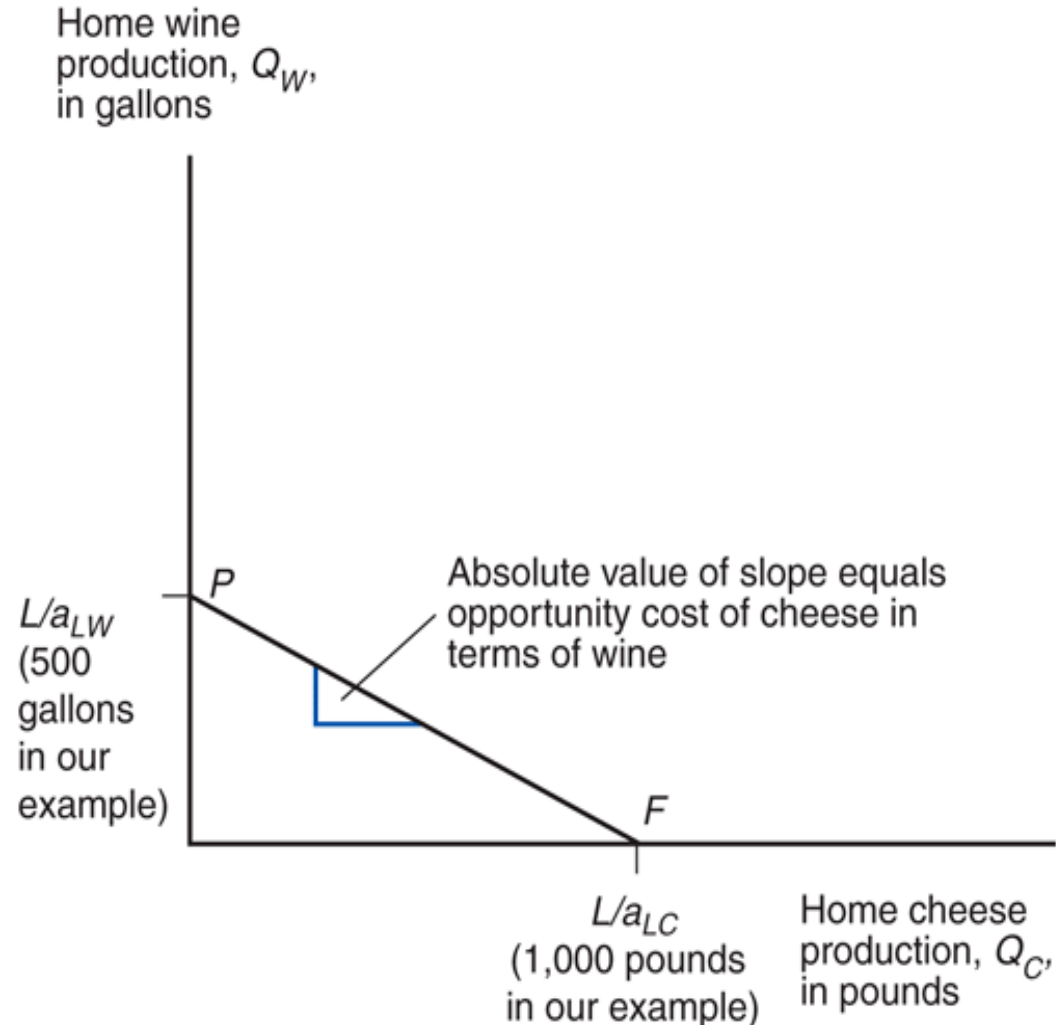 Home wine
production, Q_W,
in gallons
P
Absolute value of slope equals
opportunity cost of cheese in
terms of wine
L/a_LW
(500
gallons
in our
example)
F
L/a_LC
(1,000 pounds
in our example)
Home cheese
production, Q_C,
in pounds